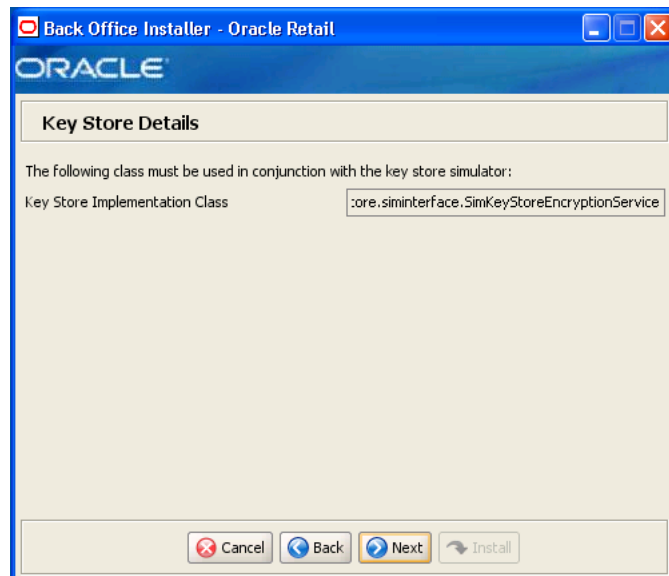 Back Office Installer - Oracle Retail
ORACLE
Key Store Details
The following class must be used in conjunction with the key store simulator:
Key Store Implementation Class :ore.siminterface.SimKeyStoreEncryptionService
Cancel Back Next Install